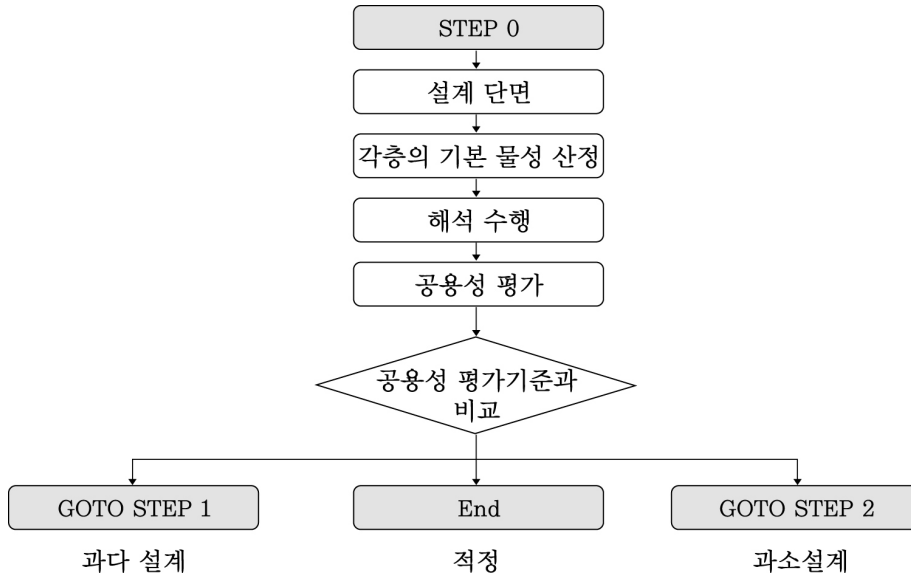 STEP 0
설계 단면
각층의 기본 물성 산정
해석 수행
공용성 평가
공용성 평가기준과
비교
GOTO STEP 1
End
GOTO STEP 2
과다 설계
적정
과소설계